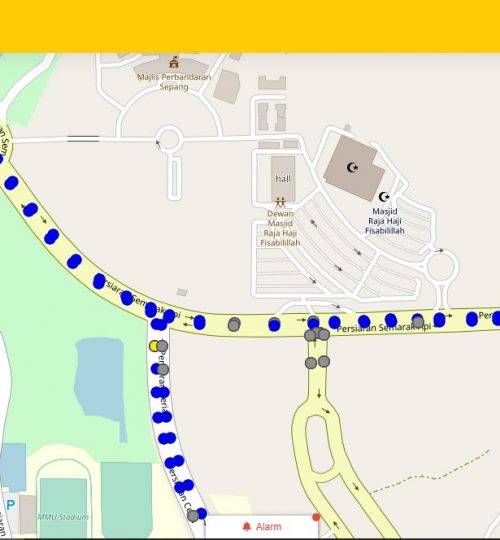 Majlis Perbandaran
Sepang
hall
Dewan
Masjid
Raja Haji
Fisabilillah
Masjid
Raja Haji
Fisabilillah
Persiaran Semarak Api
Persiaran Semarak Api
P
MMU Stadium
Alarm